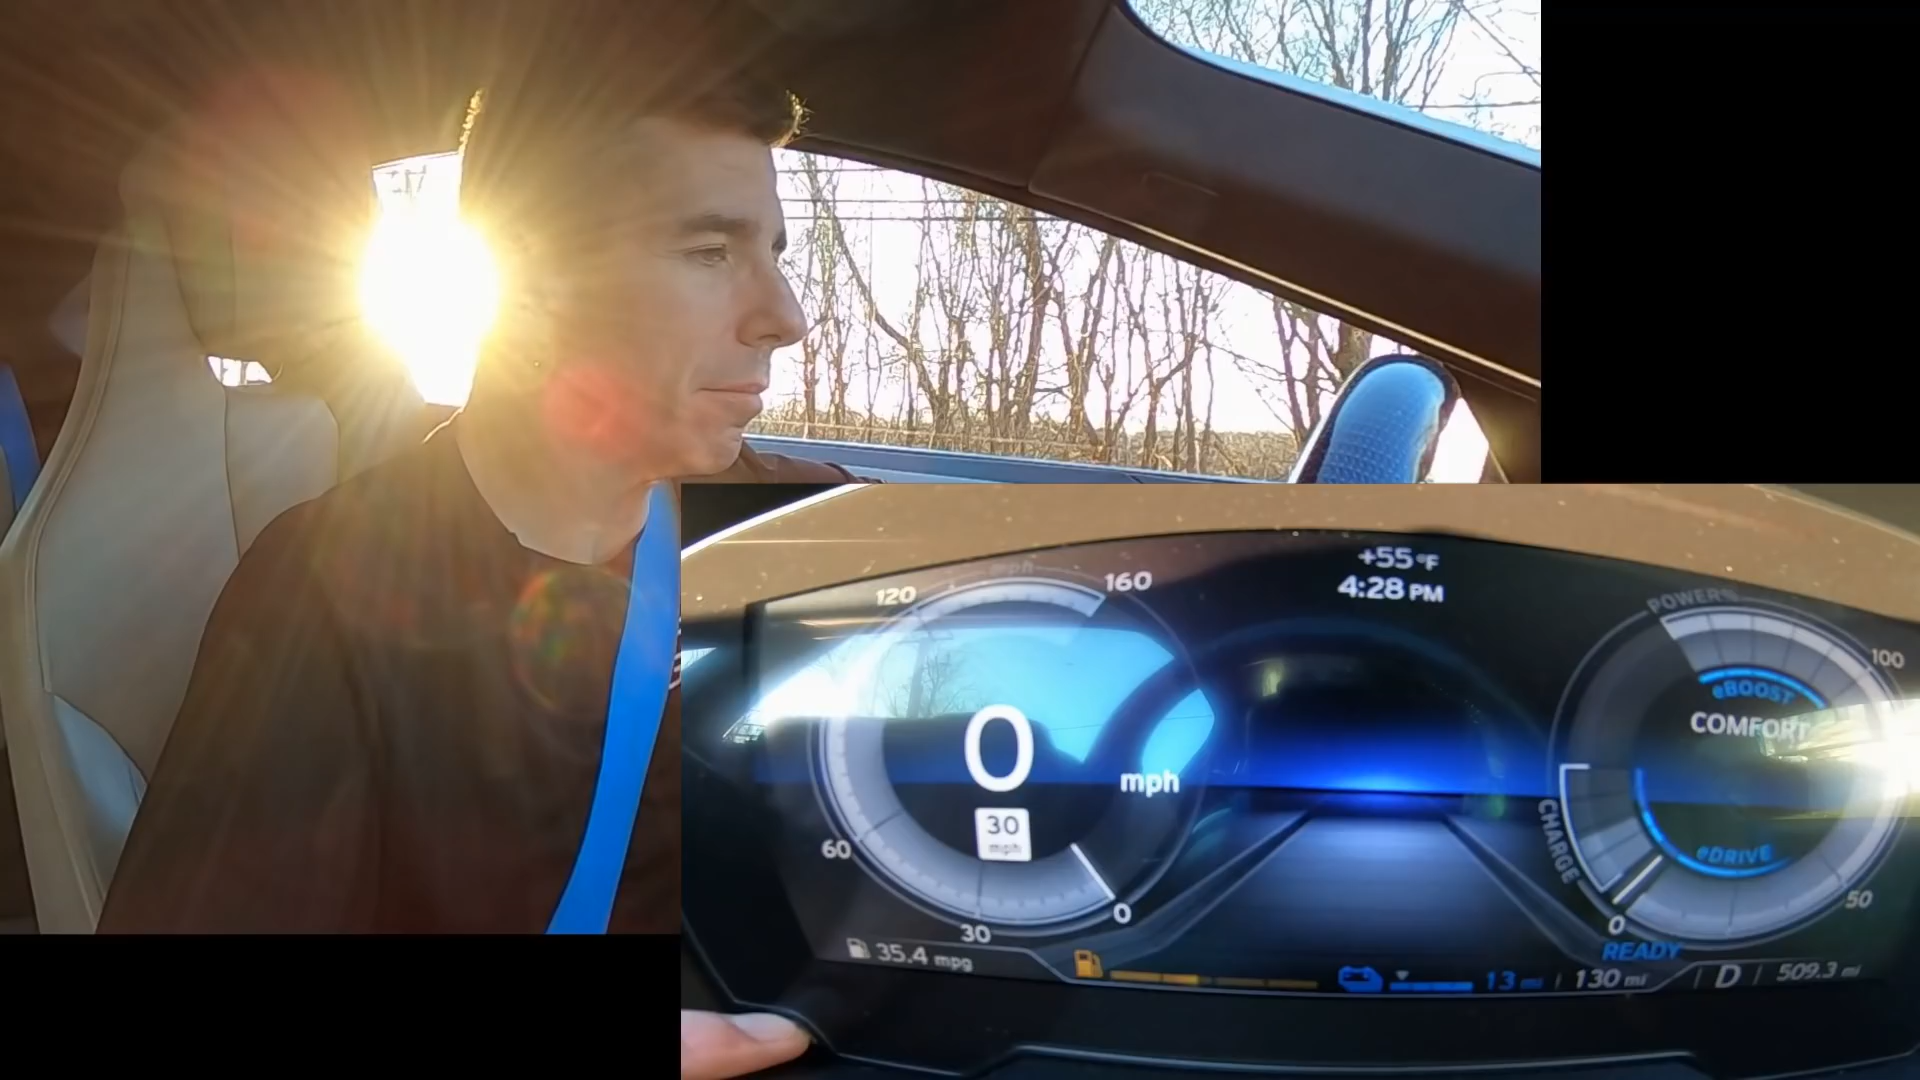 +55°F
4:28 PM
mph
120
160
POWER%
100
eBOOST
COMFORT
0
mph
30
mph
60
CHARGE
eDRIVE
50
0
0
30
READY
35.4 mpg
13 mi | 130 mi
D | 509.3 mi